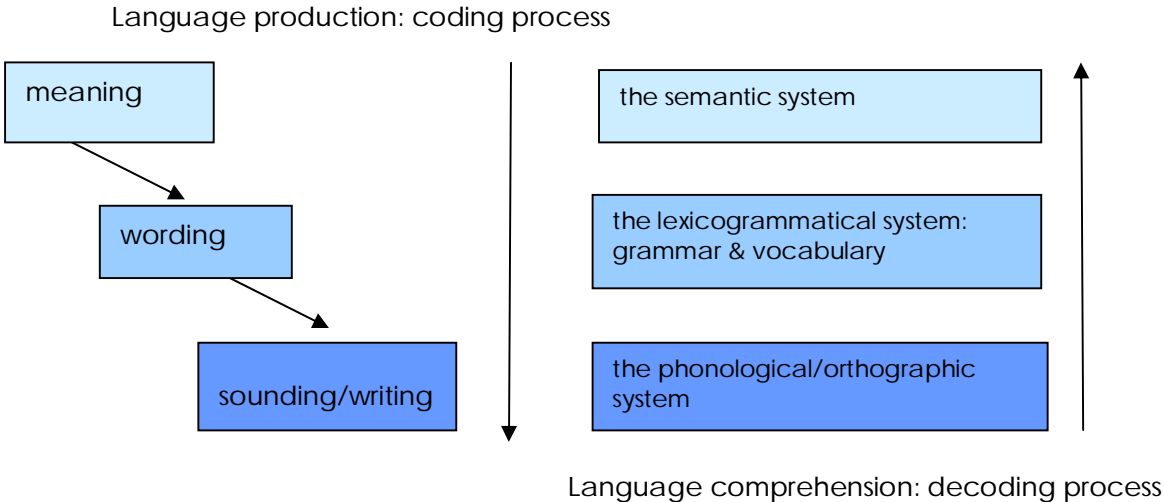 Language production: coding process
meaning
the semantic system
wording
the lexicogrammatical system:
grammar & vocabulary
sounding/writing
the phonological/orthographic
system
Language comprehension: decoding process